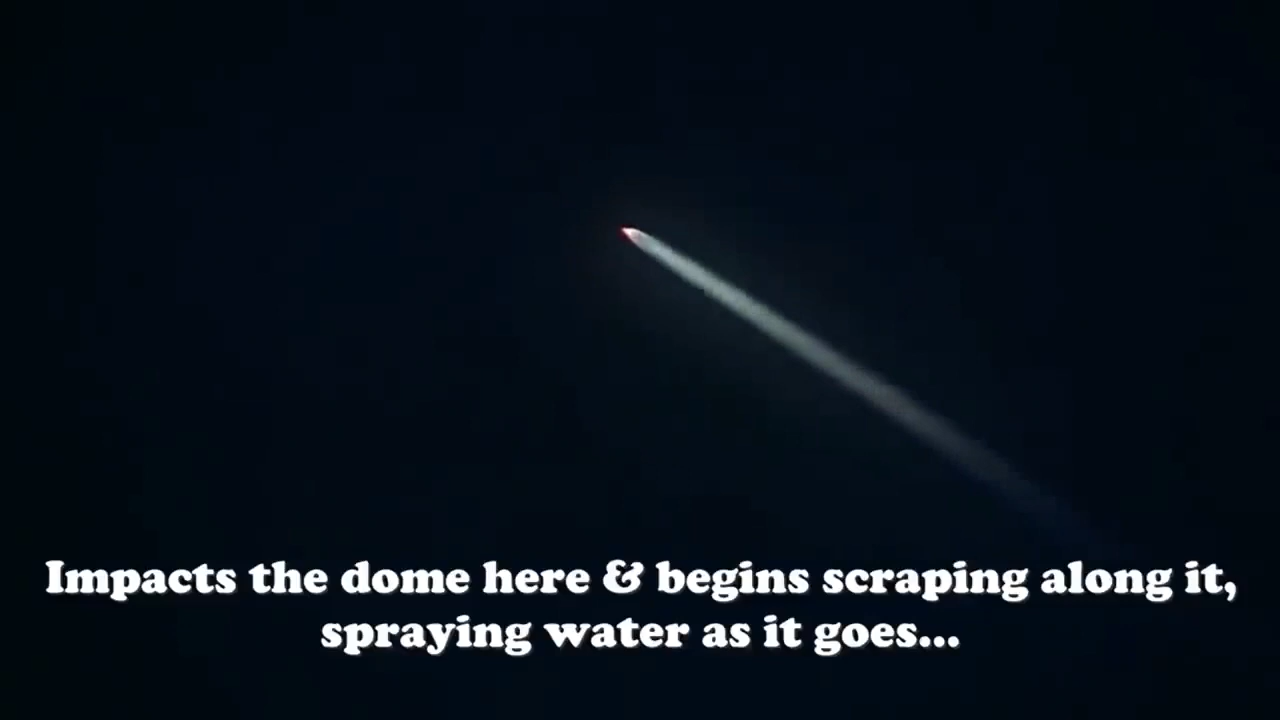 Impacts the dome here & begins scraping along it,
spraying water as it goes...